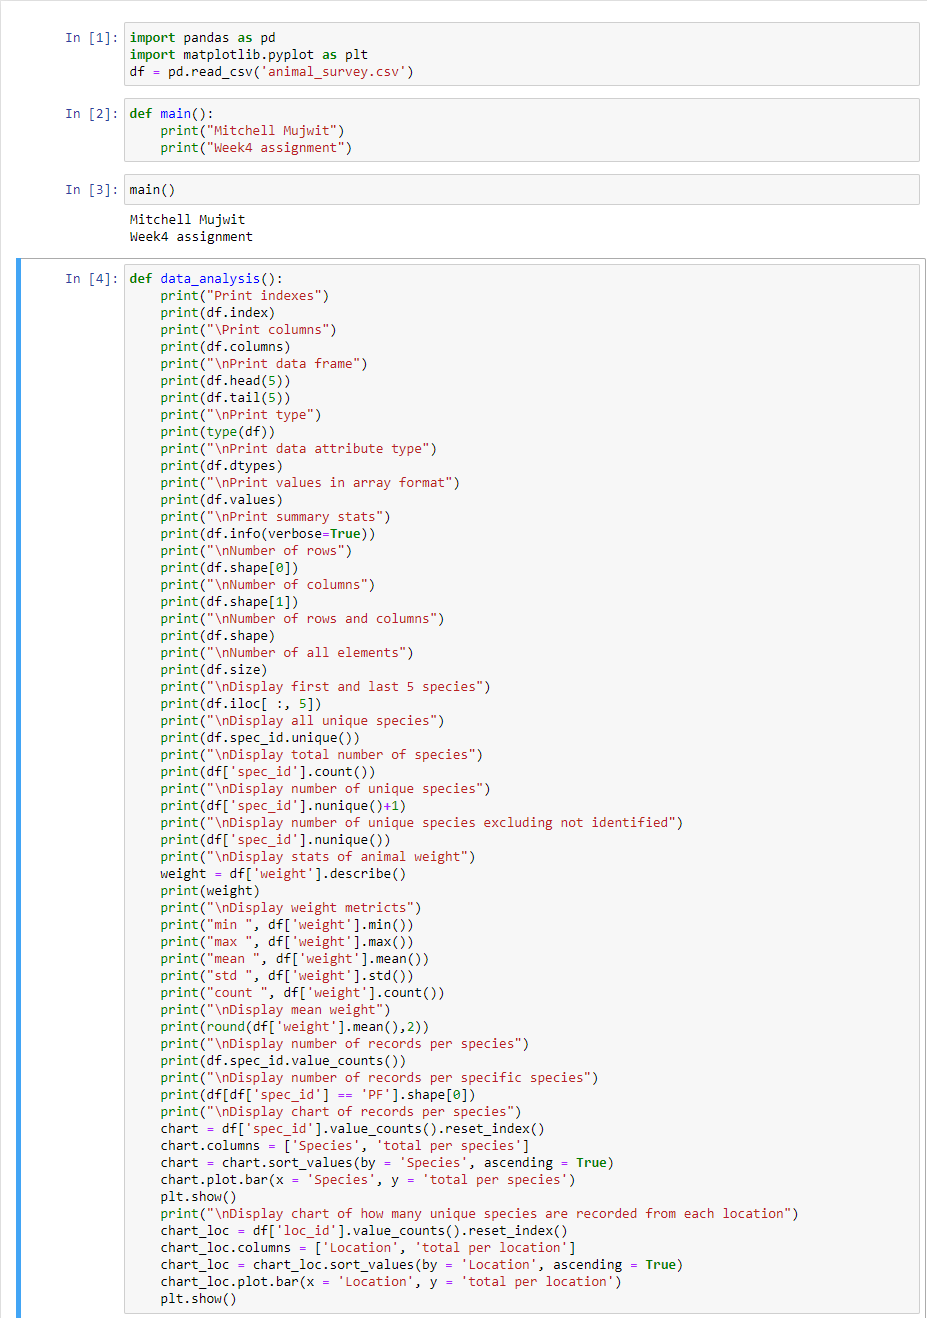 In [1]: import pandas as pd
import matplotlib.pyplot as plt
df = pd.read_csv('animal_survey.csv')
In [2]: def main():
    print("Mitchell Mujwit")
    print("Week4 assignment")
In [3]: main()
Mitchell Mujwit
Week4 assignment
In [4]: def data_analysis():
    print("Print indexes")
    print(df.index)
    print("\Print columns")
    print(df.columns)
    print("\nPrint data frame")
    print(df.head(5))
    print(df.tail(5))
    print("\nPrint type")
    print(type(df))
    print("\nPrint data attribute type")
    print(df.dtypes)
    print("\nPrint values in array format")
    print(df.values)
    print("\nPrint summary stats")
    print(df.info(verbose=True))
    print("\nNumber of rows")
    print(df.shape[0])
    print("\nNumber of columns")
    print(df.shape[1])
    print("\nNumber of rows and columns")
    print(df.shape)
    print("\nNumber of all elements")
    print(df.size)
    print("\nDisplay first and last 5 species")
    print(df.iloc[ :, 5])
    print("\nDisplay all unique species")
    print(df.spec_id.unique())
    print("\nDisplay total number of species")
    print(df['spec_id'].count())
    print("\nDisplay number of unique species")
    print(df['spec_id'].nunique()+1)
    print("\nDisplay number of unique species excluding not identified")
    print(df['spec_id'].nunique())
    print("\nDisplay stats of animal weight")
    weight = df['weight'].describe()
    print(weight)
    print("\nDisplay weight metricts")
    print("min ", df['weight'].min())
    print("max ", df['weight'].max())
    print("mean ", df['weight'].mean())
    print("std ", df['weight'].std())
    print("count ", df['weight'].count())
    print("\nDisplay mean weight")
    print(round(df['weight'].mean(),2))
    print("\nDisplay number of records per species")
    print(df.spec_id.value_counts())
    print("\nDisplay number of records per specific species")
    print(df[df['spec_id'] == 'PF'].shape[0])
    print("\nDisplay chart of records per species")
    chart = df['spec_id'].value_counts().reset_index()
    chart.columns = ['Species', 'total per species']
    chart = chart.sort_values(by = 'Species', ascending = True)
    chart.plot.bar(x = 'Species', y = 'total per species')
    plt.show()
    print("\nDisplay chart of how many unique species are recorded from each location")
    chart_loc = df['loc_id'].value_counts().reset_index()
    chart_loc.columns = ['Location', 'total per location']
    chart_loc = chart_loc.sort_values(by = 'Location', ascending = True)
    chart_loc.plot.bar(x = 'Location', y = 'total per location')
    plt.show()